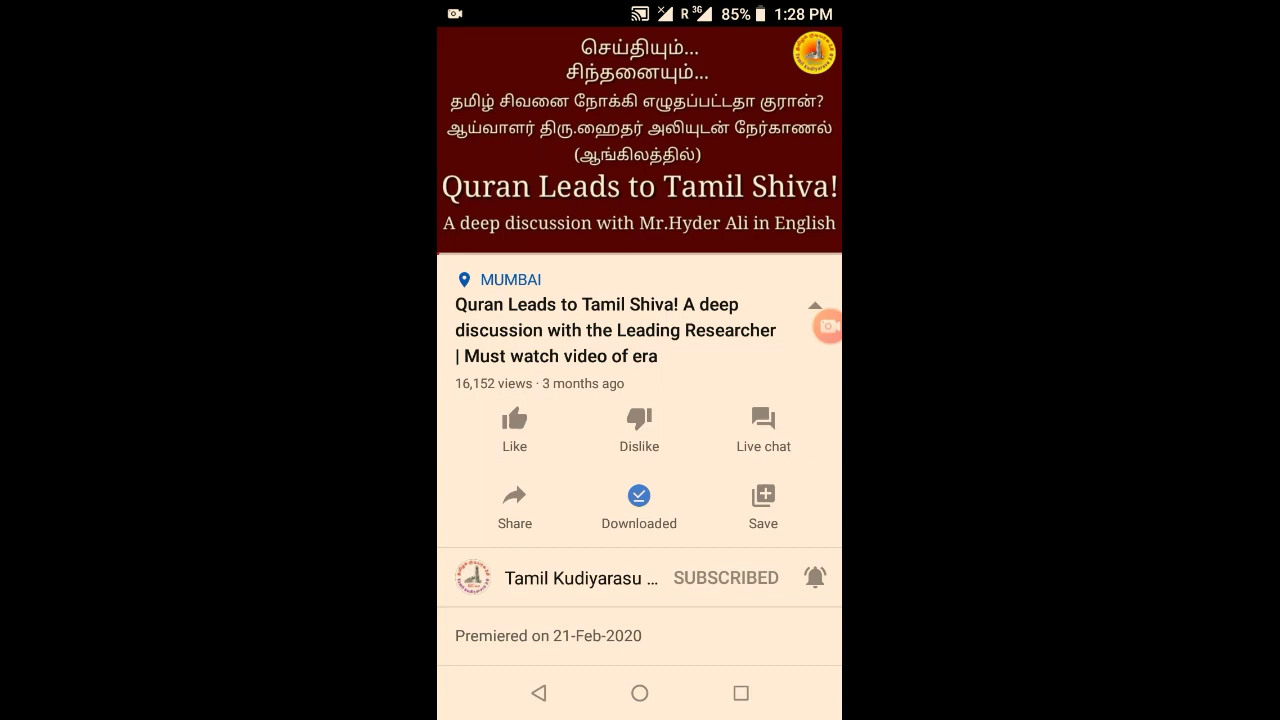 R 3G 85% 1:28 PM
செய்தியும்...
சிந்தனையும்...
தமிழ் சிவனை நோக்கி எழுதப்பட்டதா குரான்?
ஆய்வாளர் திரு.ஹைதர் அலியுடன் நேர்காணல்
(ஆங்கிலத்தில்)
Quran Leads to Tamil Shiva!
A deep discussion with Mr.Hyder Ali in English
MUMBAI
Quran Leads to Tamil Shiva! A deep
discussion with the Leading Researcher
| Must watch video of era
16,152 views · 3 months ago
Like Dislike Live chat
Share Downloaded Save
Tamil Kudiyarasu ... SUBSCRIBED
Premiered on 21-Feb-2020